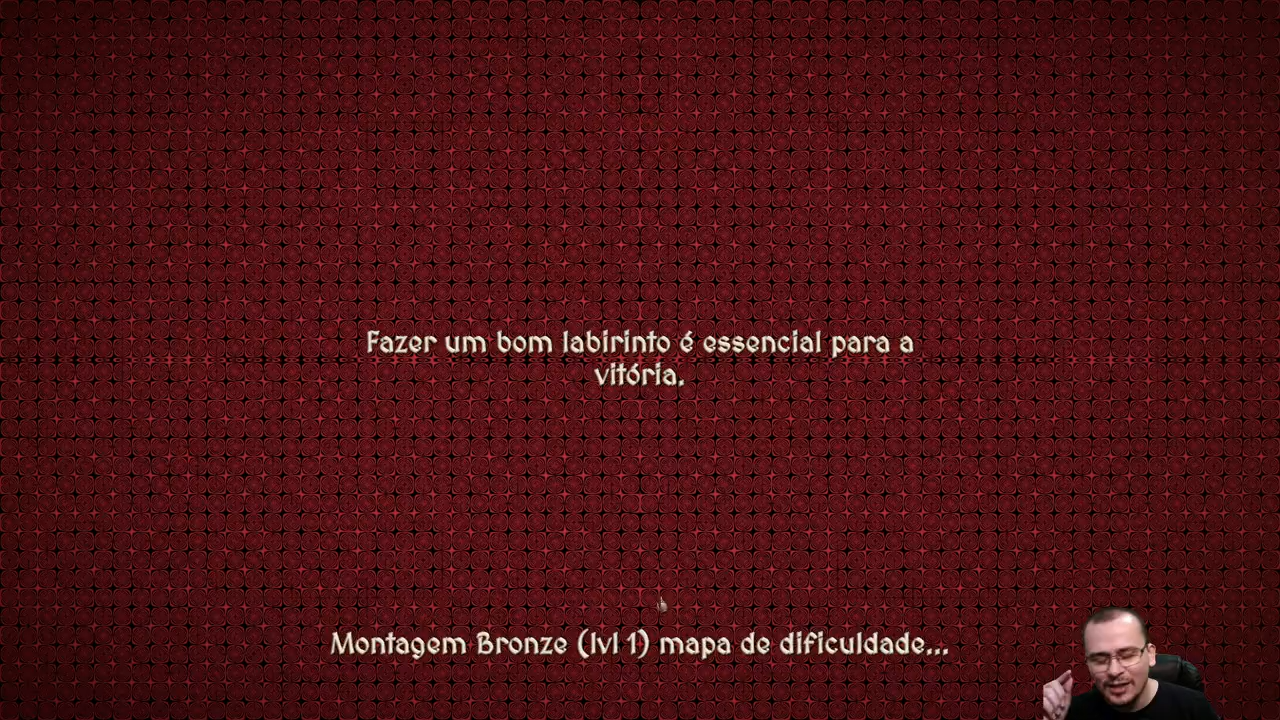 Fazer um bom labirinto é essencial para a
vitória.
Montagem Bronze (lvl 1) mapa de dificuldade...